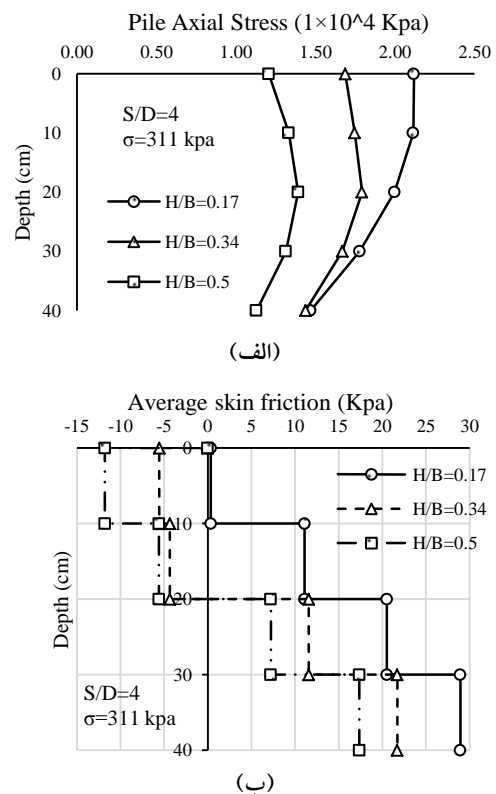 Pile Axial Stress (1×10^4 Kpa)
0.00 0.50 1.00 1.50 2.00 2.50
0
10
20
30
40
Depth (cm)
S/D=4
σ=311 kpa
H/B=0.17
H/B=0.34
H/B=0.5
(الف)
Average skin friction (Kpa)
-15 -10 -5 0 5 10 15 20 25 30
0
10
20
30
40
Depth (cm)
H/B=0.17
H/B=0.34
H/B=0.5
S/D=4
σ=311 kpa
(ب)